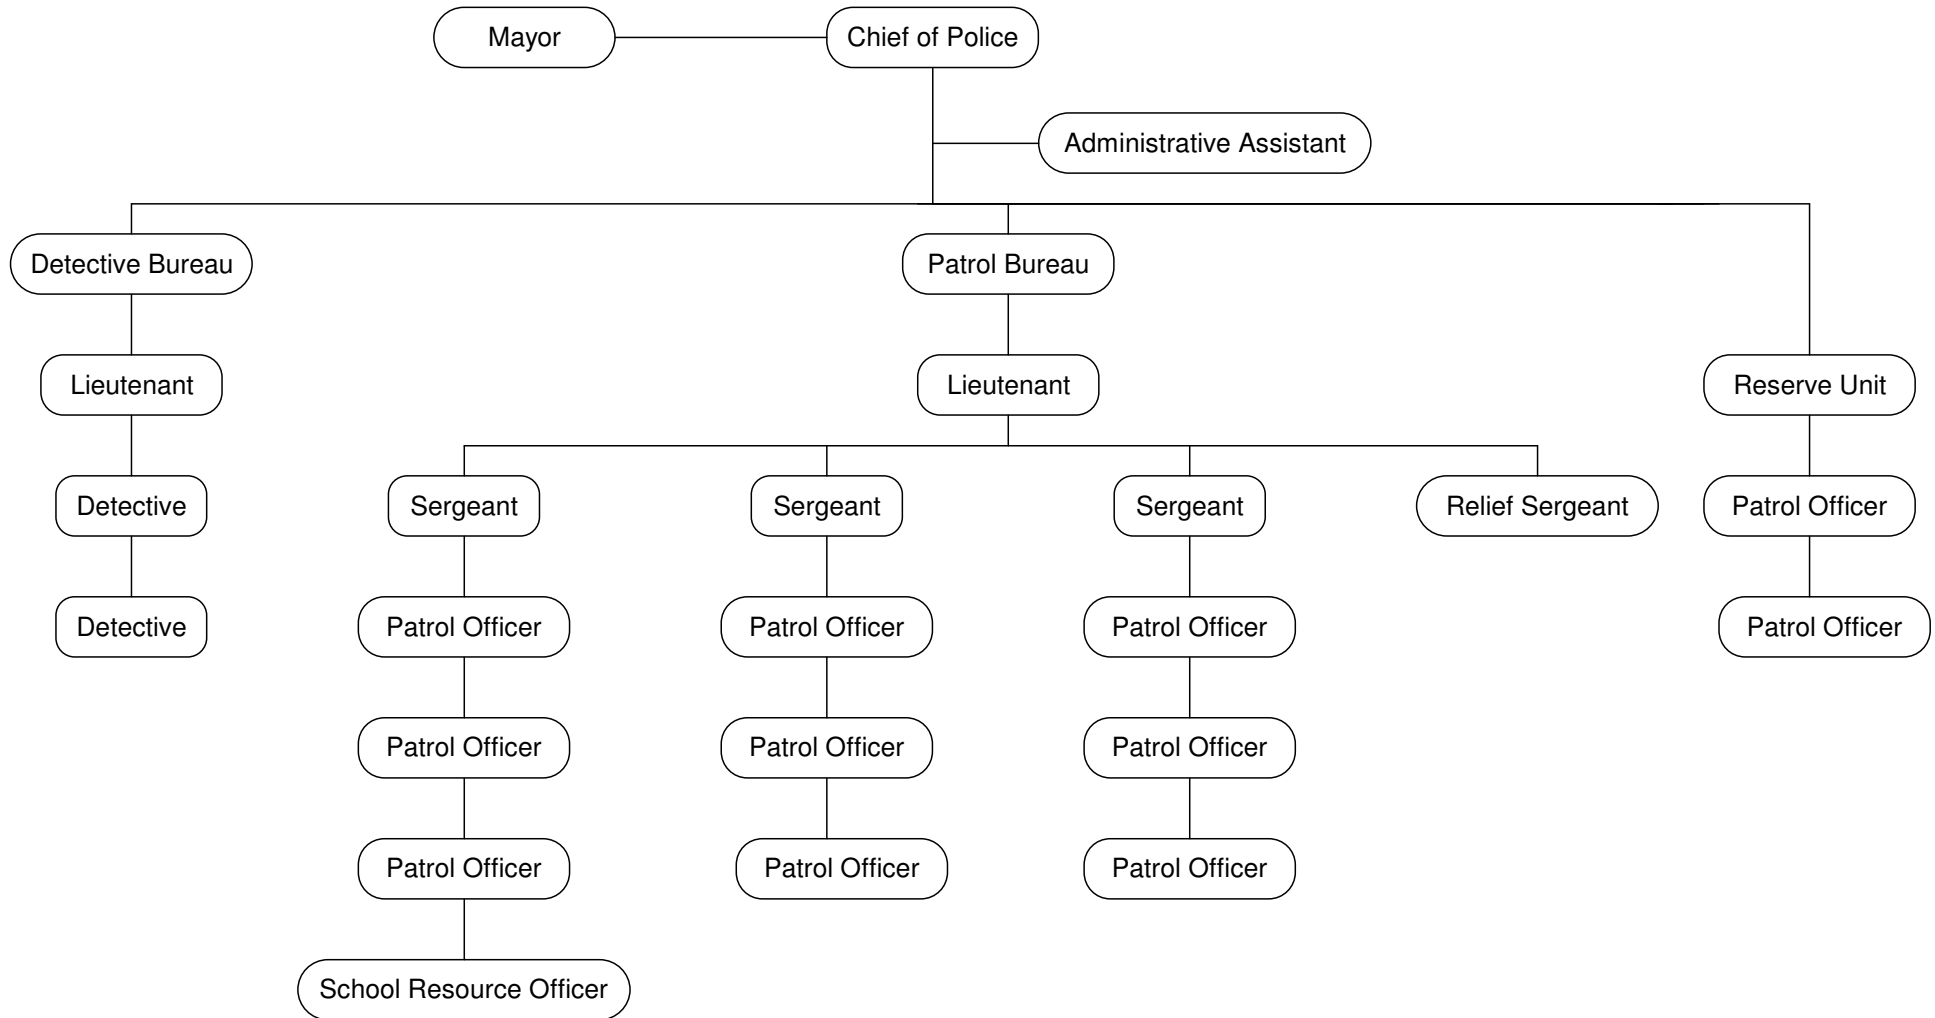 Mayor
Chief of Police
Administrative Assistant
Detective Bureau
Patrol Bureau
Lieutenant
Lieutenant
Reserve Unit
Detective
Sergeant
Sergeant
Sergeant
Relief Sergeant
Patrol Officer
Detective
Patrol Officer
Patrol Officer
Patrol Officer
Patrol Officer
Patrol Officer
Patrol Officer
Patrol Officer
Patrol Officer
Patrol Officer
Patrol Officer
School Resource Officer